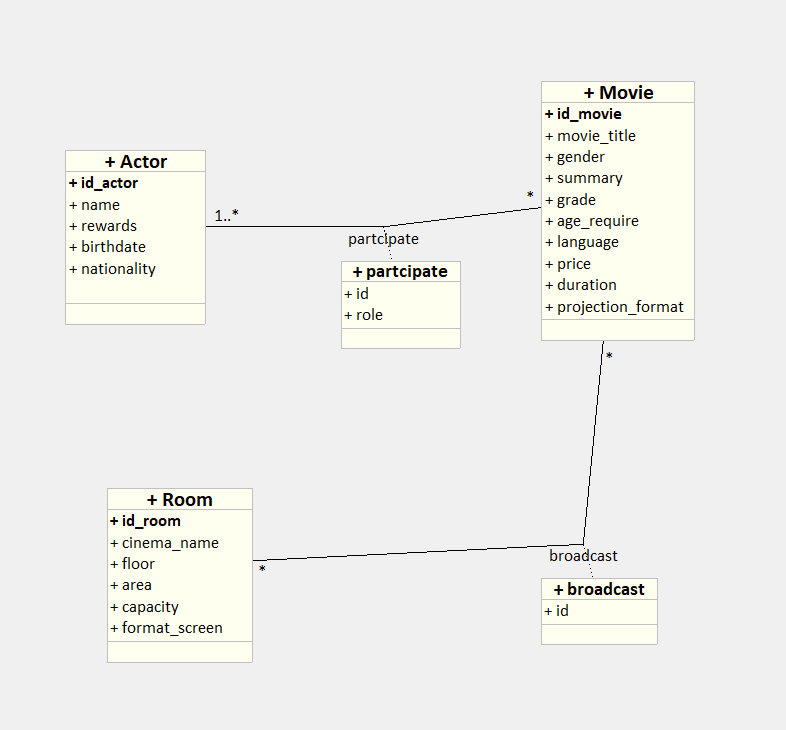 + Movie
+ id_movie
+ movie_title
+ gender
+ summary
+ grade
+ age_require
+ language
+ price
+ duration
+ projection_format
+ Actor
+ id_actor
+ name
+ rewards
+ birthdate
+ nationality
1..*
*
partcipate
+ partcipate
+ id
+ role
*
+ Room
+ id_room
+ cinema_name
+ floor
+ area
+ capacity
+ format_screen
*
broadcast
+ broadcast
+ id